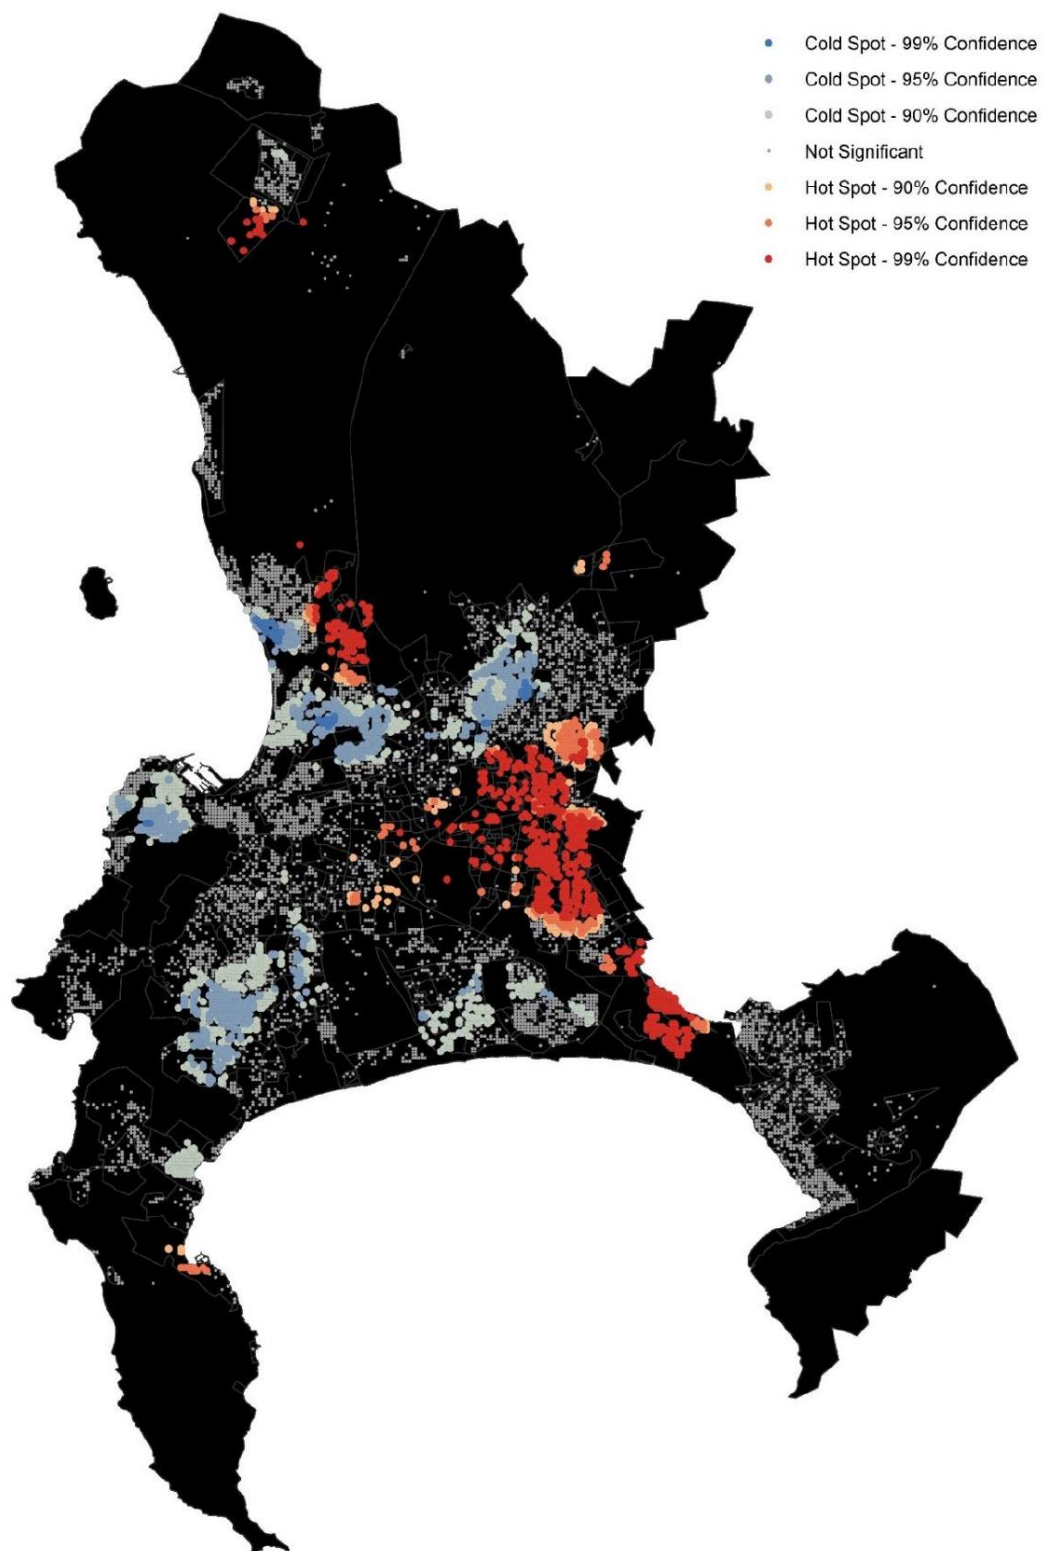 Cold Spot - 99% Confidence
Cold Spot - 95% Confidence
Cold Spot - 90% Confidence
Not Significant
Hot Spot - 90% Confidence
Hot Spot - 95% Confidence
Hot Spot - 99% Confidence